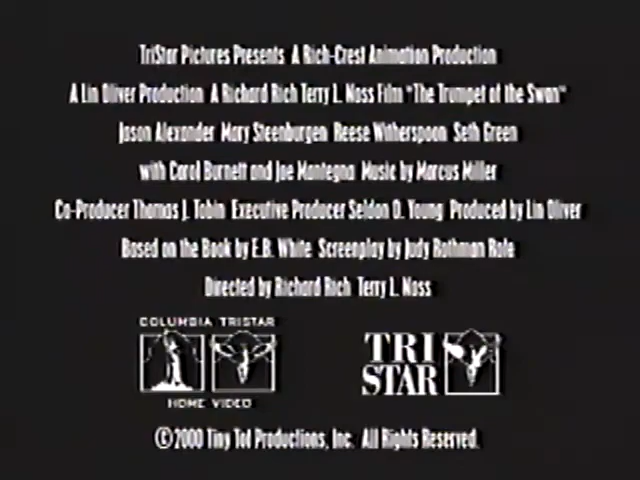 TriStar Pictures Presents A Rich-Crest Animation Production
A Lin Oliver Production A Richard Rich Terry L. Noss Film "The Trumpet of the Swan"
Jason Alexander Mary Steenburgen Reese Witherspoon Seth Green
with Carol Burnett and Joe Mantegna Music by Marcus Miller
Co-Producer Thomas J. Tobin Executive Producer Seldon O. Young Produced by Lin Oliver
Based on the Book by E.B. White Screenplay by Judy Rothman Rofe
Directed by Richard Rich Terry L. Noss
COLUMBIA TRISTAR
HOME VIDEO
TRI
STAR
©2000 Tiny Tot Productions, Inc. All Rights Reserved.